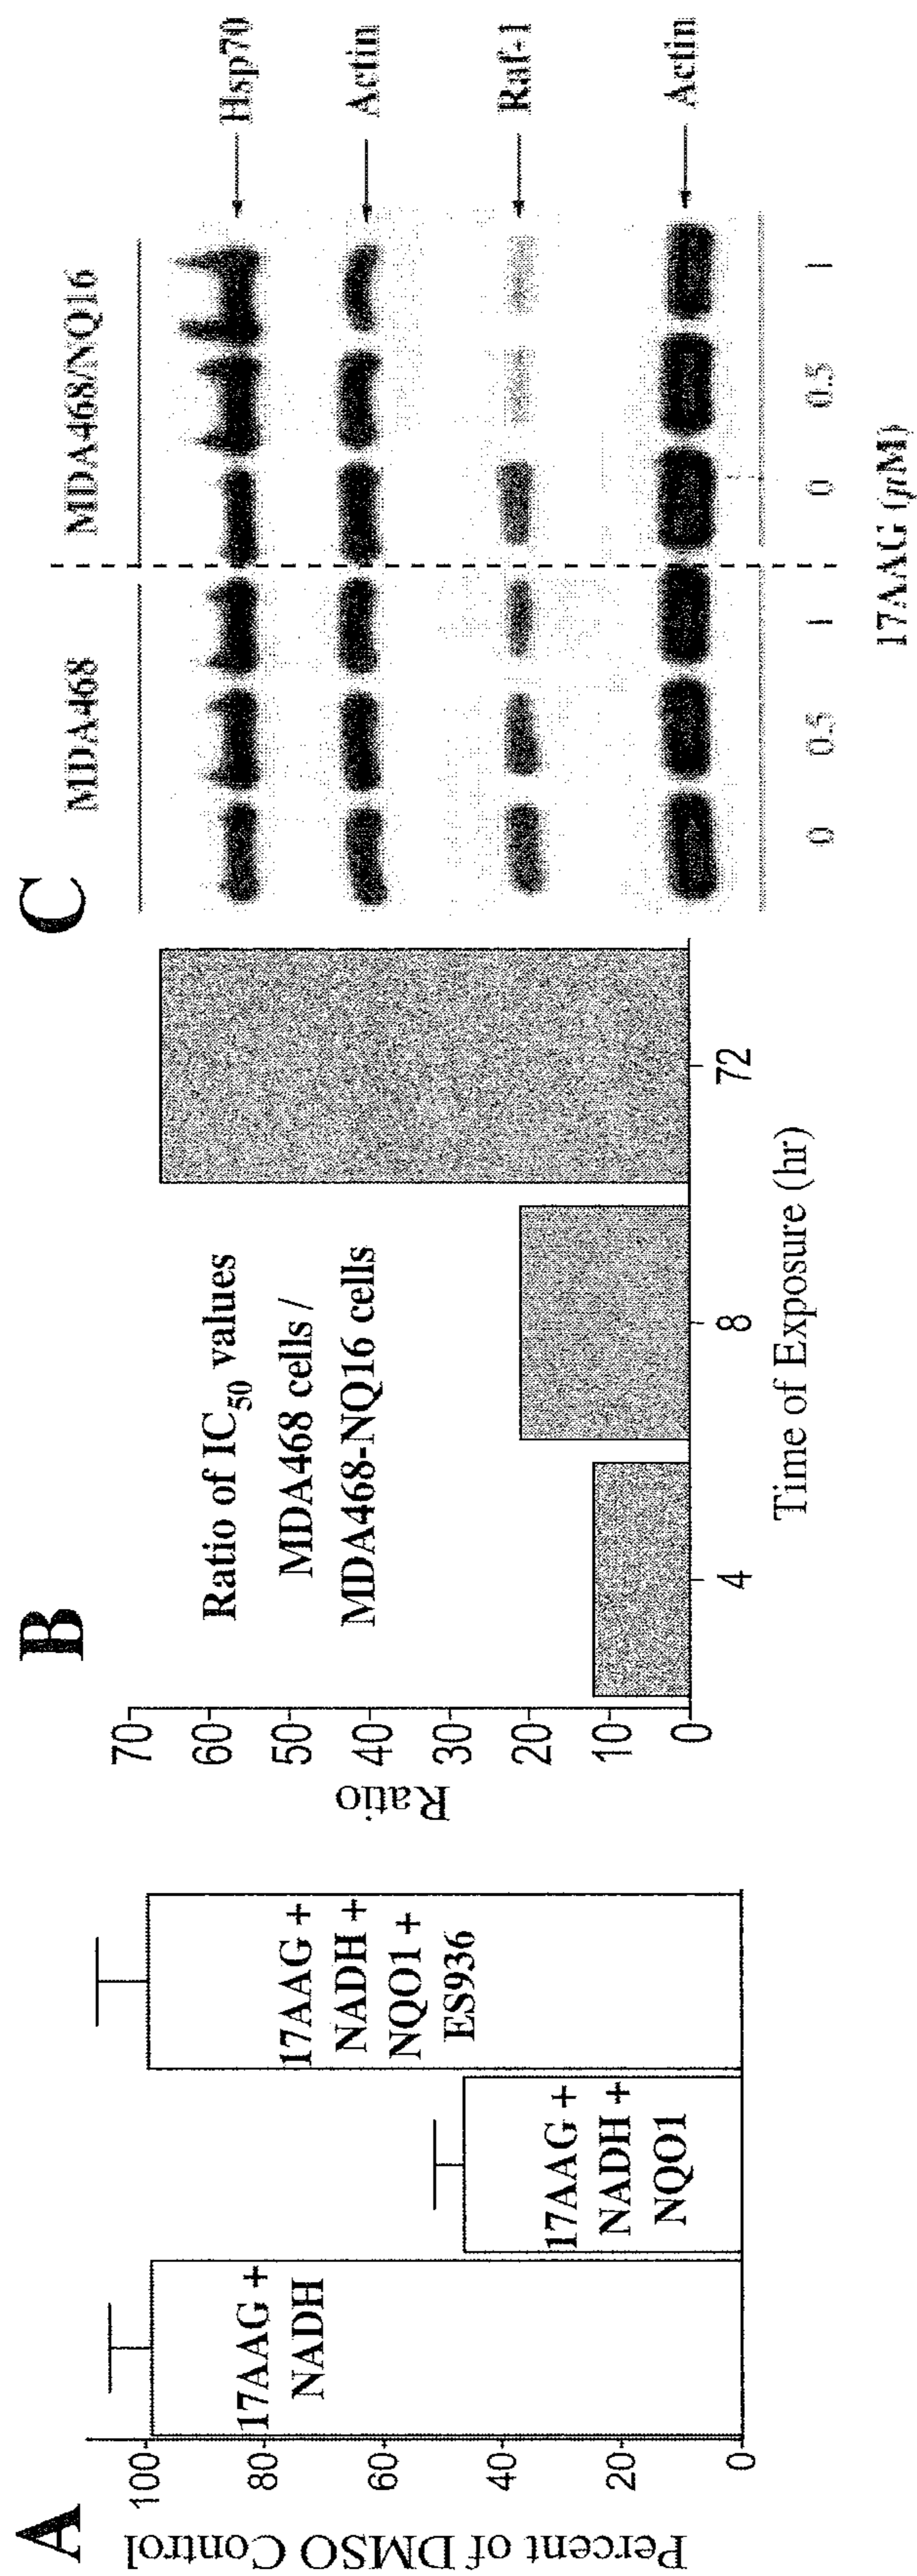 A
Percent of DMSO Control
100
80
60
40
20
0
17AAG +
NADH
17AAG +
NADH +
NQO1
17AAG +
NADH +
NQO1 +
ES936
B
Ratio
70
60
50
40
30
20
10
0
Ratio of IC50 values
MDA468 cells /
MDA468-NQ16 cells
4 8 72
Time of Exposure (hr)
C
MDA468 MDA468/NQ16
Hsp70
Actin
Raf-1
Actin
0 0.5 1 0 0.5 1
17AAG (µM)